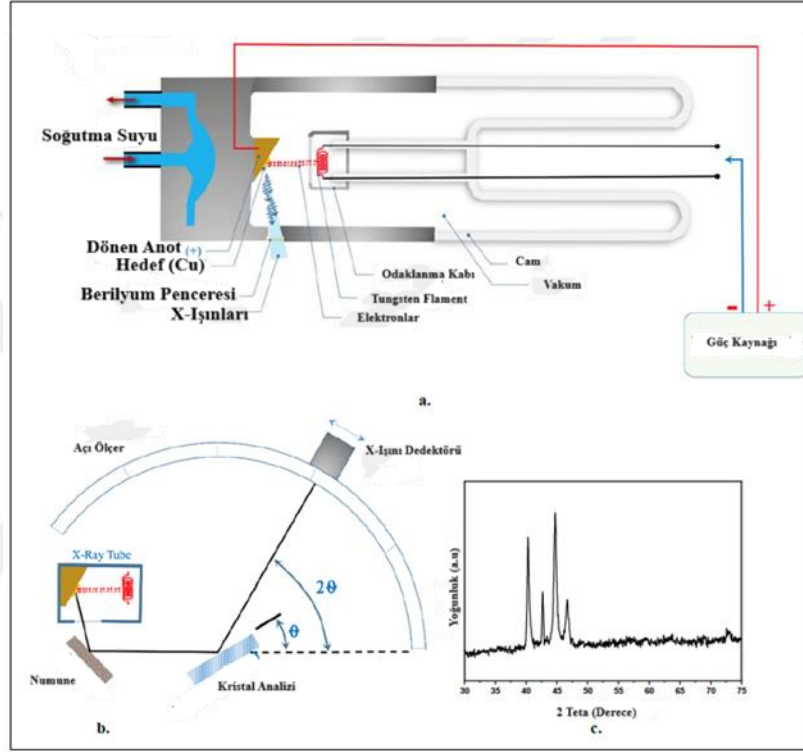 Soğutma Suyu
Dönen Anot (+)
Hedef (Cu)
Berilyum Penceresi
X-Işınları
Odaklanma Kabı
Tungsten Flament
Elektronlar
Cam
Vakum
- +
Güç Kaynağı
a.
Açı Ölçer
X-Işını Dedektörü
X-Ray Tube
2θ
θ
Numune
Kristal Analizi
b.
Yoğunluk (a.u)
30 35 40 45 50 55 60 65 70 75
2 Teta (Derece)
c.